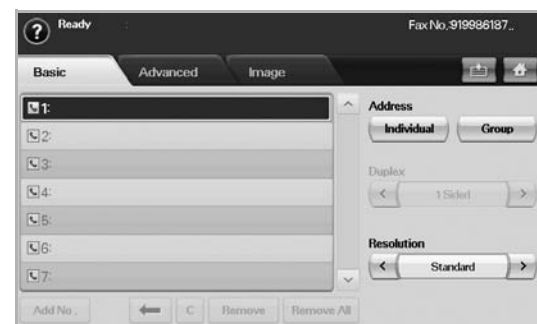 ? Ready :
Fax No.:919986187..
Basic
Advanced
Image
1:
2:
3:
4:
5:
6:
7:
Address
Individual
Group
Duplex
< 1 Sided >
Resolution
< Standard >
Add No.
C
Remove
Remove All